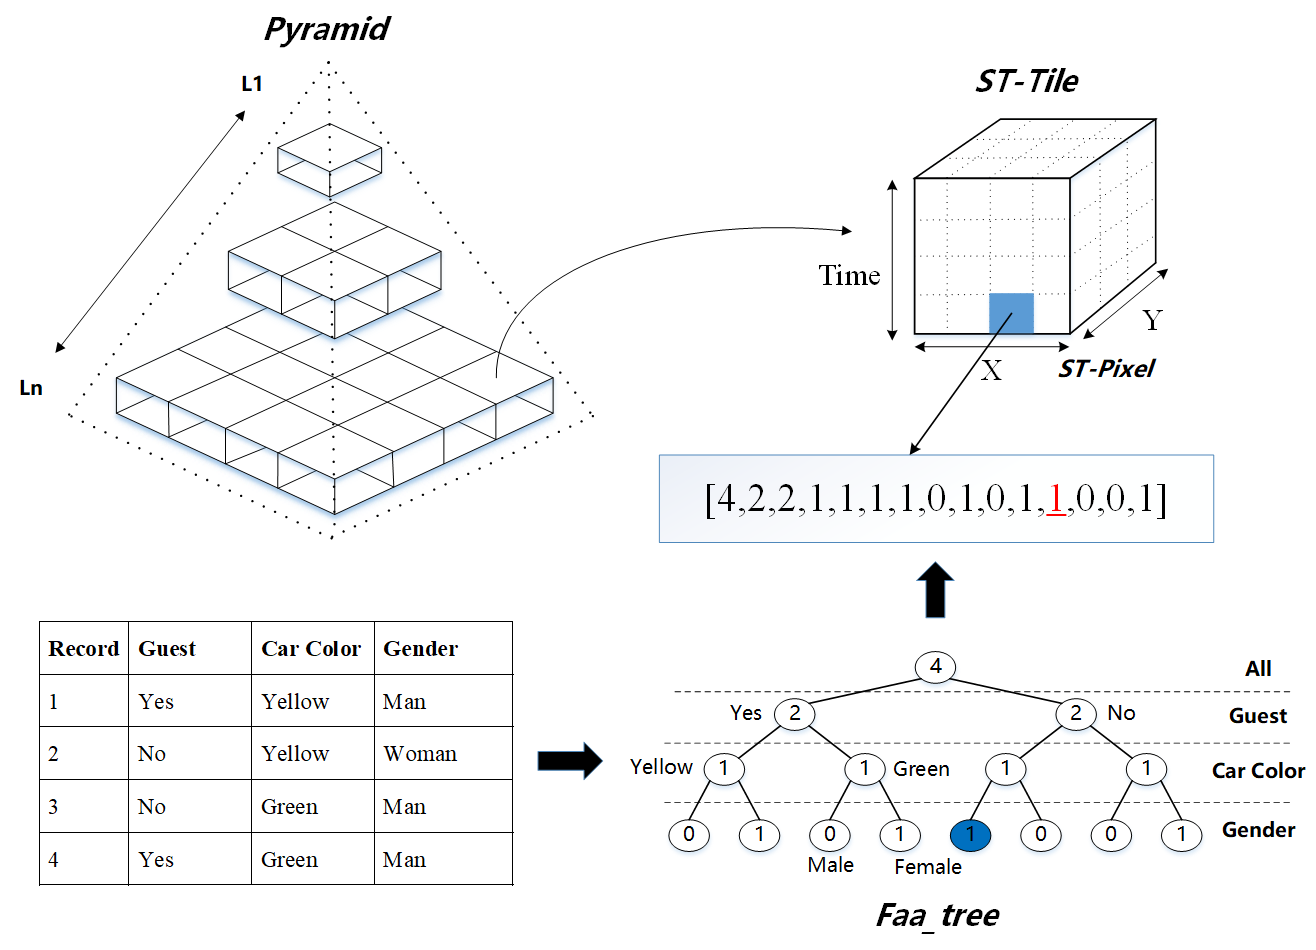 Pyramid
L1
Ln
ST-Tile
Time
X
Y
ST-Pixel
[4,2,2,1,1,1,1,0,1,0,1,1,0,0,1]
Record Guest Car Color Gender
1 Yes Yellow Man
2 No Yellow Woman
3 No Green Man
4 Yes Green Man
4 All
Yes 2 2 No Guest
Yellow 1 1 Green 1 1 Car Color
0 1 0 1 1 0 0 1 Gender
Male Female
Faa_tree